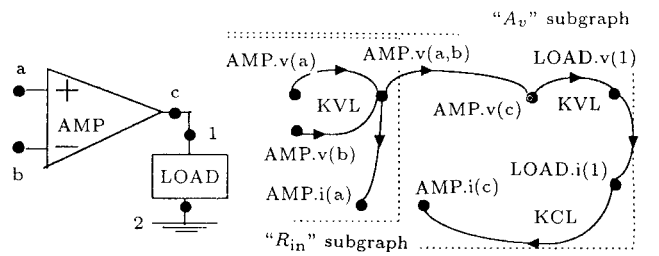 “Av” subgraph
AMP.v(a)
AMP.v(a,b)
LOAD.v(1)
a
c
KVL
AMP.v(c)
KVL
+
AMP
−
1
b
AMP.v(b)
LOAD
AMP.i(a)
AMP.i(c)
LOAD.i(1)
2
KCL
“Rin” subgraph